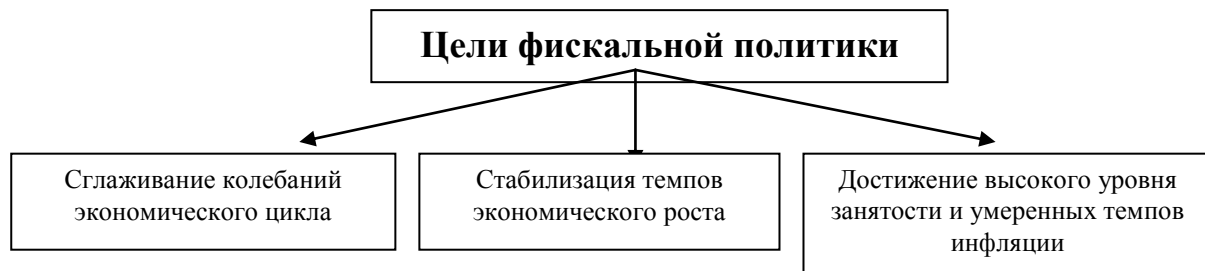 Цели фискальной политики
Сглаживание колебаний
экономического цикла
Стабилизация темпов
экономического роста
Достижение высокого уровня
занятости и умеренных темпов
инфляции